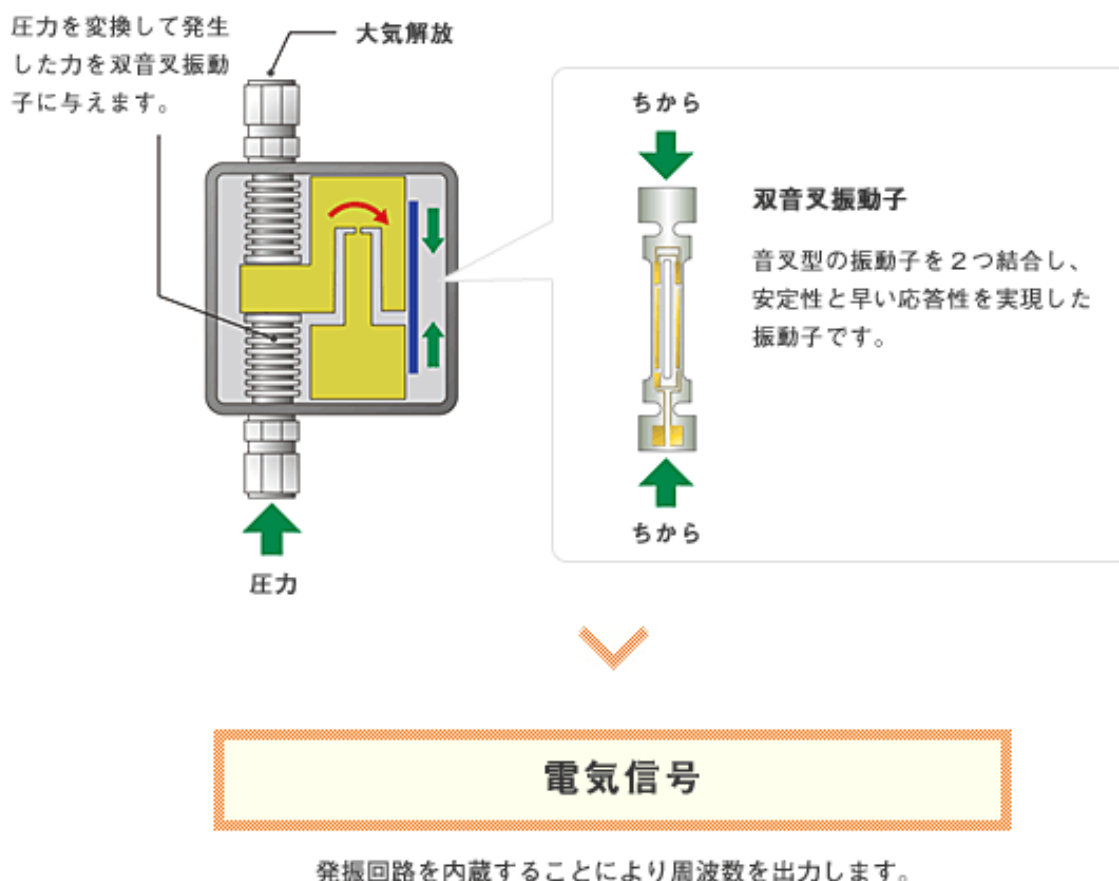 圧力を変換して発生
した力を双音叉振動
子に与えます。
大気解放
圧力
ちから
双音叉振動子
音叉型の振動子を２つ結合し、
安定性と早い応答性を実現した
振動子です。
ちから
電気信号
発振回路を内蔵することにより周波数を出力します。